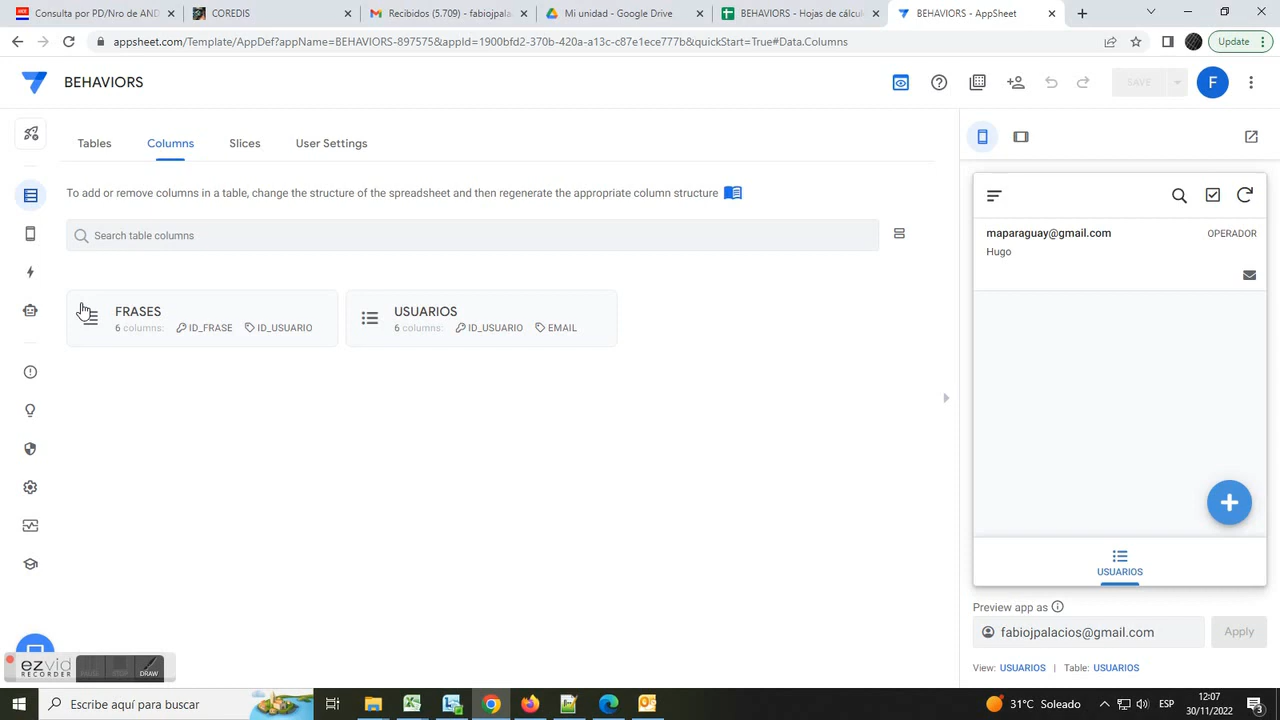 Consulta por PD/Nro de AND
COREDIS
Recibidos (5.763) - fabiojpala
Mi unidad - Google Drive
BEHAVIORS - Hojas de cálcul
BEHAVIORS - AppSheet
appsheet.com/Template/AppDef?appName=BEHAVIORS-897575&appId=1900bfd2-370b-420a-a13c-c87e1ece777b&quickStart=True#Data.Columns
Update
BEHAVIORS
SAVE
F
Tables
Columns
Slices
User Settings
To add or remove columns in a table, change the structure of the spreadsheet and then regenerate the appropriate column structure
Search table columns
FRASES
6 columns: ID_FRASE ID_USUARIO
USUARIOS
6 columns: ID_USUARIO EMAIL
maparaguay@gmail.com
OPERADOR
Hugo
USUARIOS
Preview app as
fabiojpalacios@gmail.com
Apply
View: USUARIOS | Table: USUARIOS
ezvid
RECORDER
DRAW
Escribe aquí para buscar
31°C Soleado
ESP
12:07
30/11/2022
3